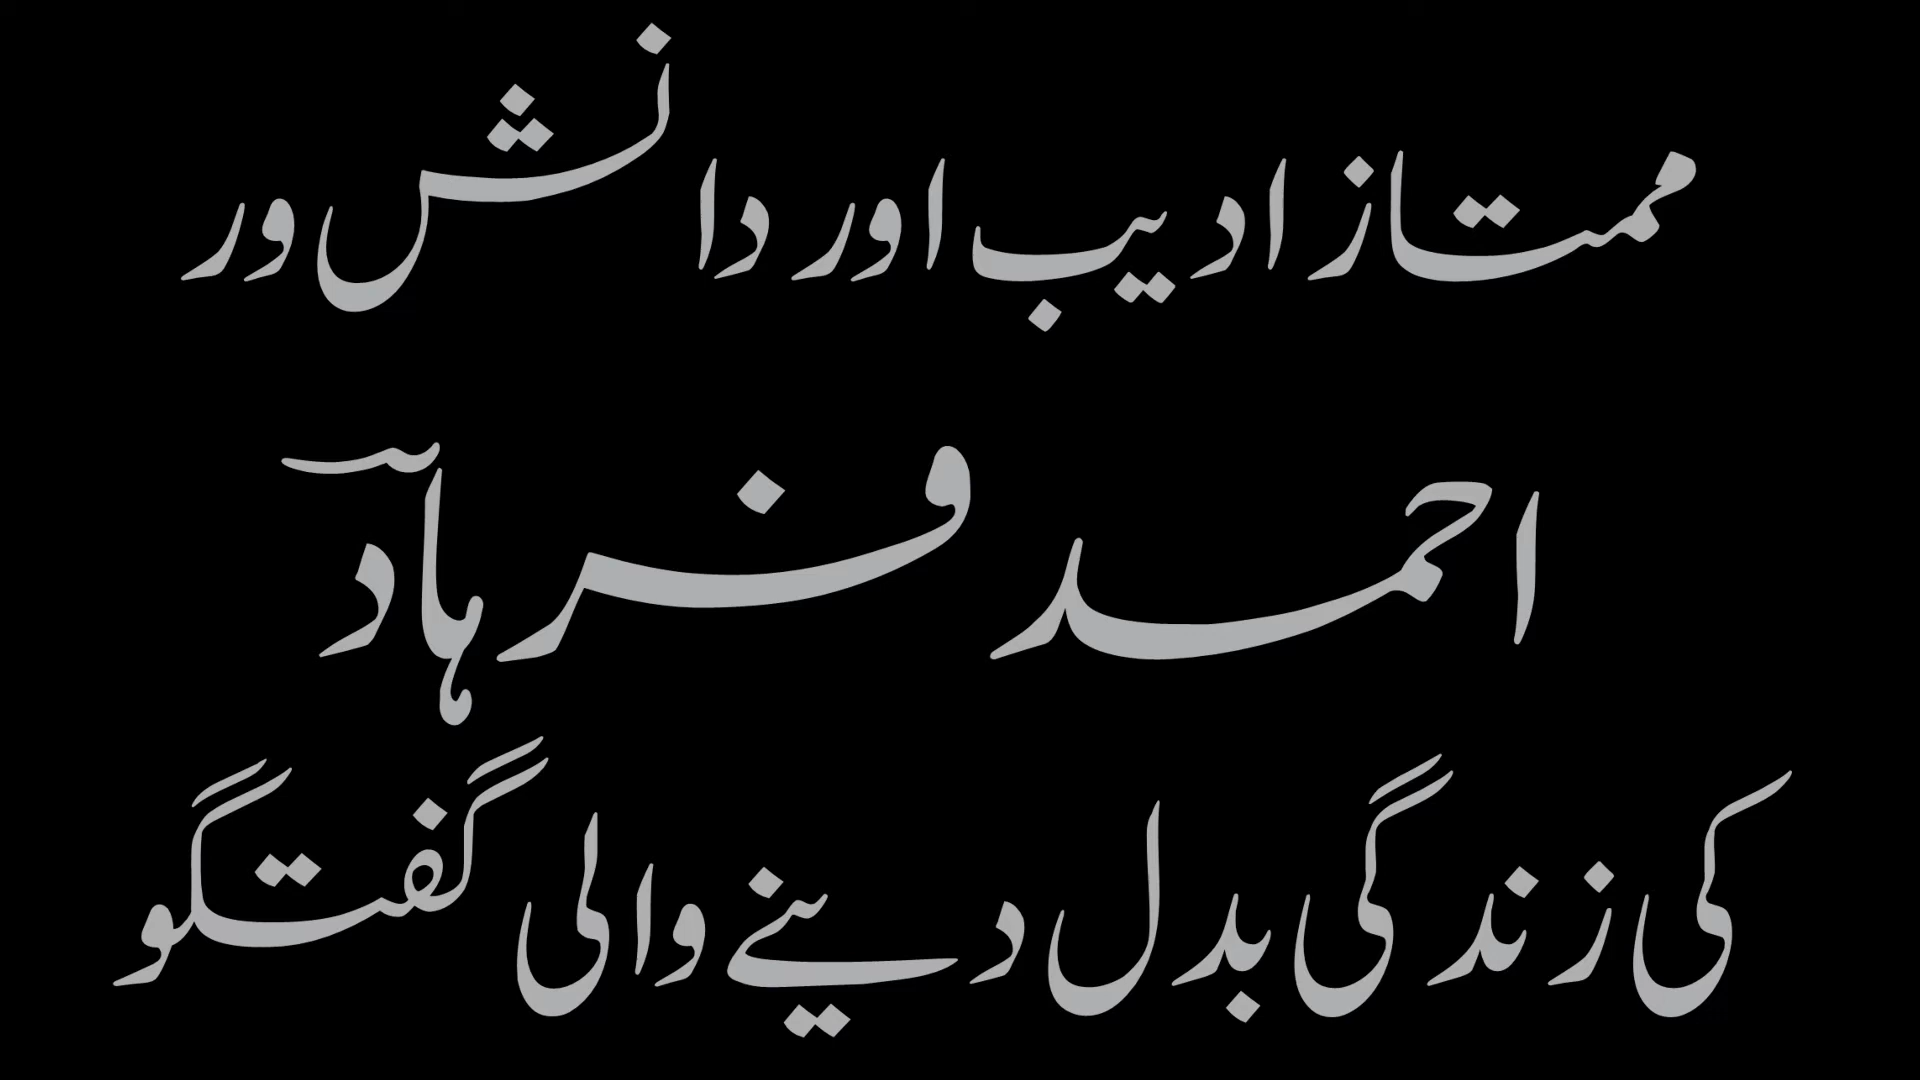 ممتاز ادیب اور دانش ور
احمد فرہادؔ
کی زندگی بدل دینے والی گفتگو